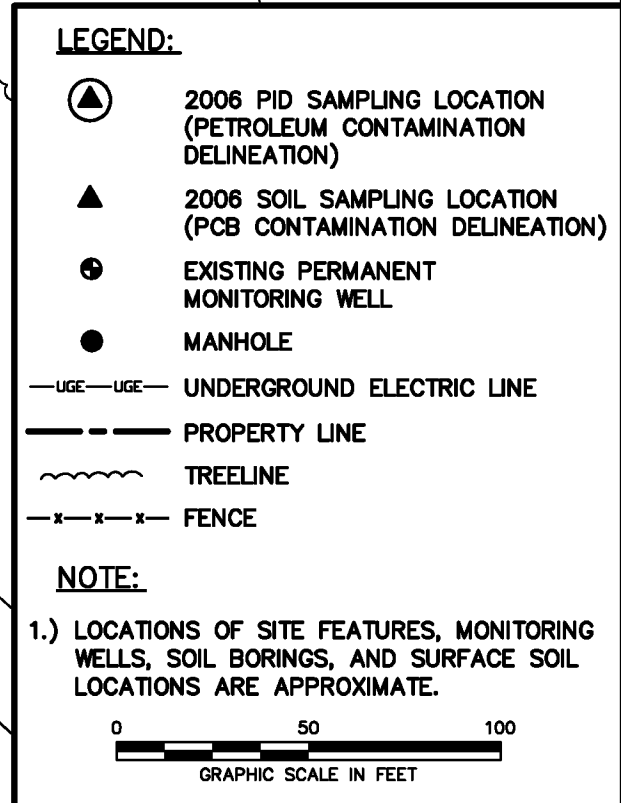 LEGEND:
2006 PID SAMPLING LOCATION
(PETROLEUM CONTAMINATION
DELINEATION)
2006 SOIL SAMPLING LOCATION
(PCB CONTAMINATION DELINEATION)
EXISTING PERMANENT
MONITORING WELL
MANHOLE
—UGE—UGE— UNDERGROUND ELECTRIC LINE
PROPERTY LINE
TREELINE
—x—x—x— FENCE
NOTE:
1.) LOCATIONS OF SITE FEATURES, MONITORING
WELLS, SOIL BORINGS, AND SURFACE SOIL
LOCATIONS ARE APPROXIMATE.
0 50 100
GRAPHIC SCALE IN FEET